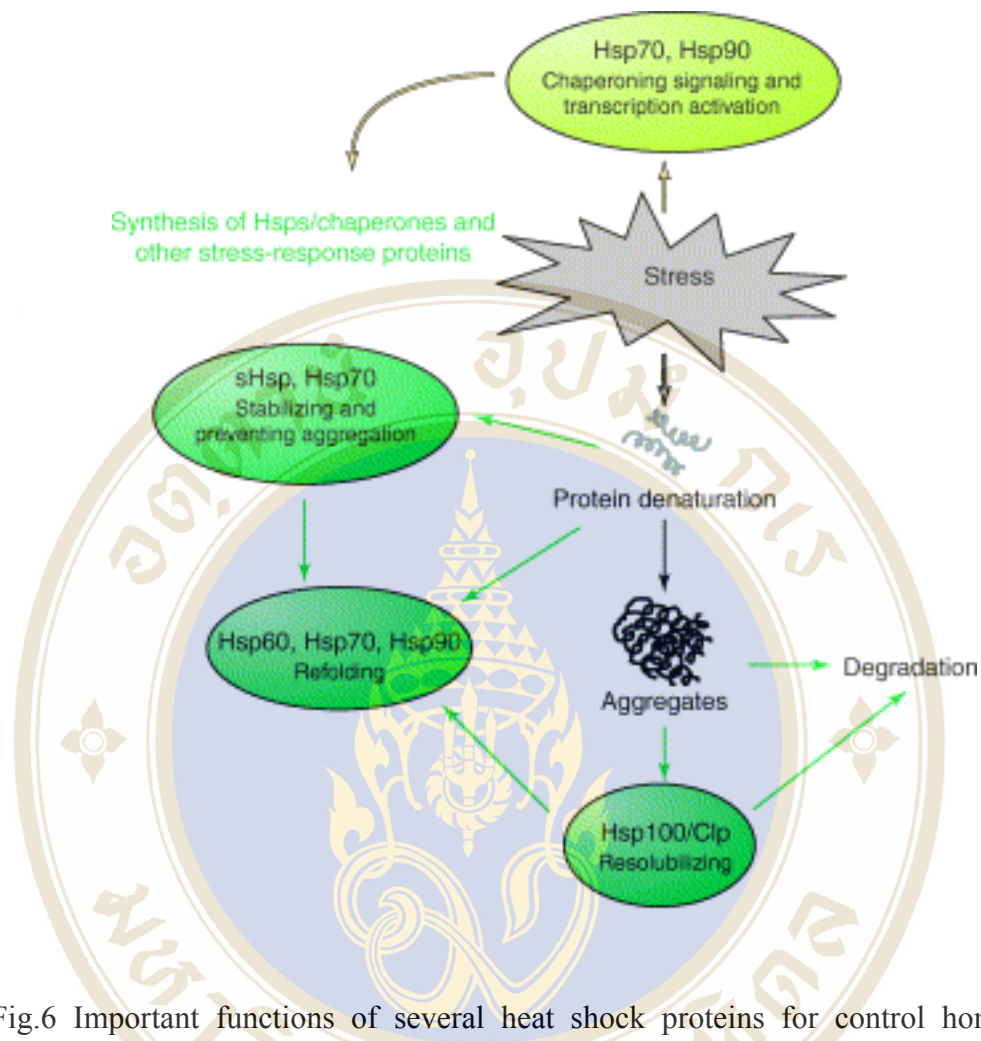 Hsp70, Hsp90
Chaperoning signaling and
transcription activation
Synthesis of Hsps/chaperones and
other stress-response proteins
Stress
sHsp, Hsp70
Stabilizing and
preventing aggregation
Protein denaturation
Hsp60, Hsp70, Hsp90
Refolding
Aggregates
Degradation
Hsp100/Clp
Resolubilizing
Fig.6 Important functions of several heat shock proteins for control